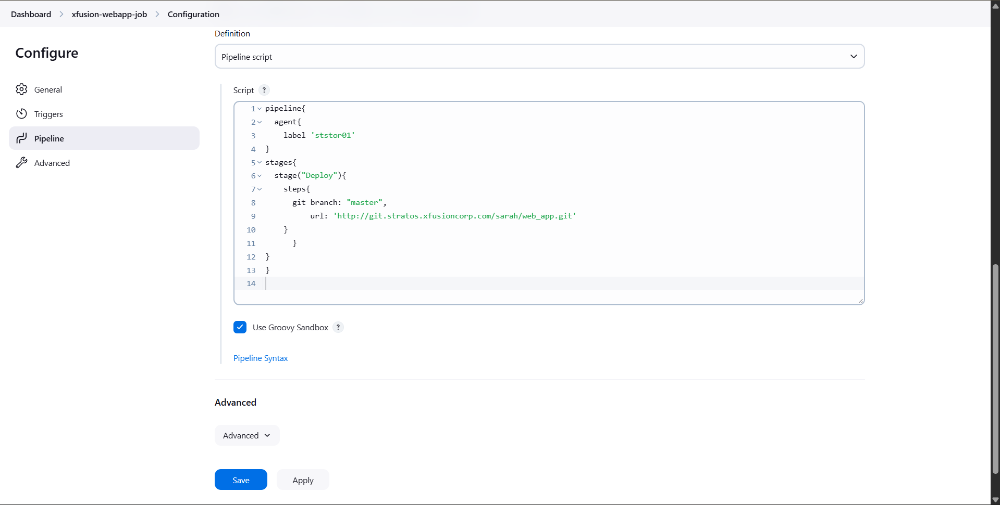 Dashboard > xfusion-webapp-job > Configuration
Configure
General
Triggers
Pipeline
Advanced
Definition
Pipeline script
Script ?
1 pipeline{
2   agent{
3     label 'ststor01'
4 }
5 stages{
6   stage("Deploy"){
7     steps{
8       git branch: "master",
9           url: 'http://git.stratos.xfusioncorp.com/sarah/web_app.git'
10     }
11       }
12 }
13 }
14
Use Groovy Sandbox ?
Pipeline Syntax
Advanced
Advanced
Save Apply